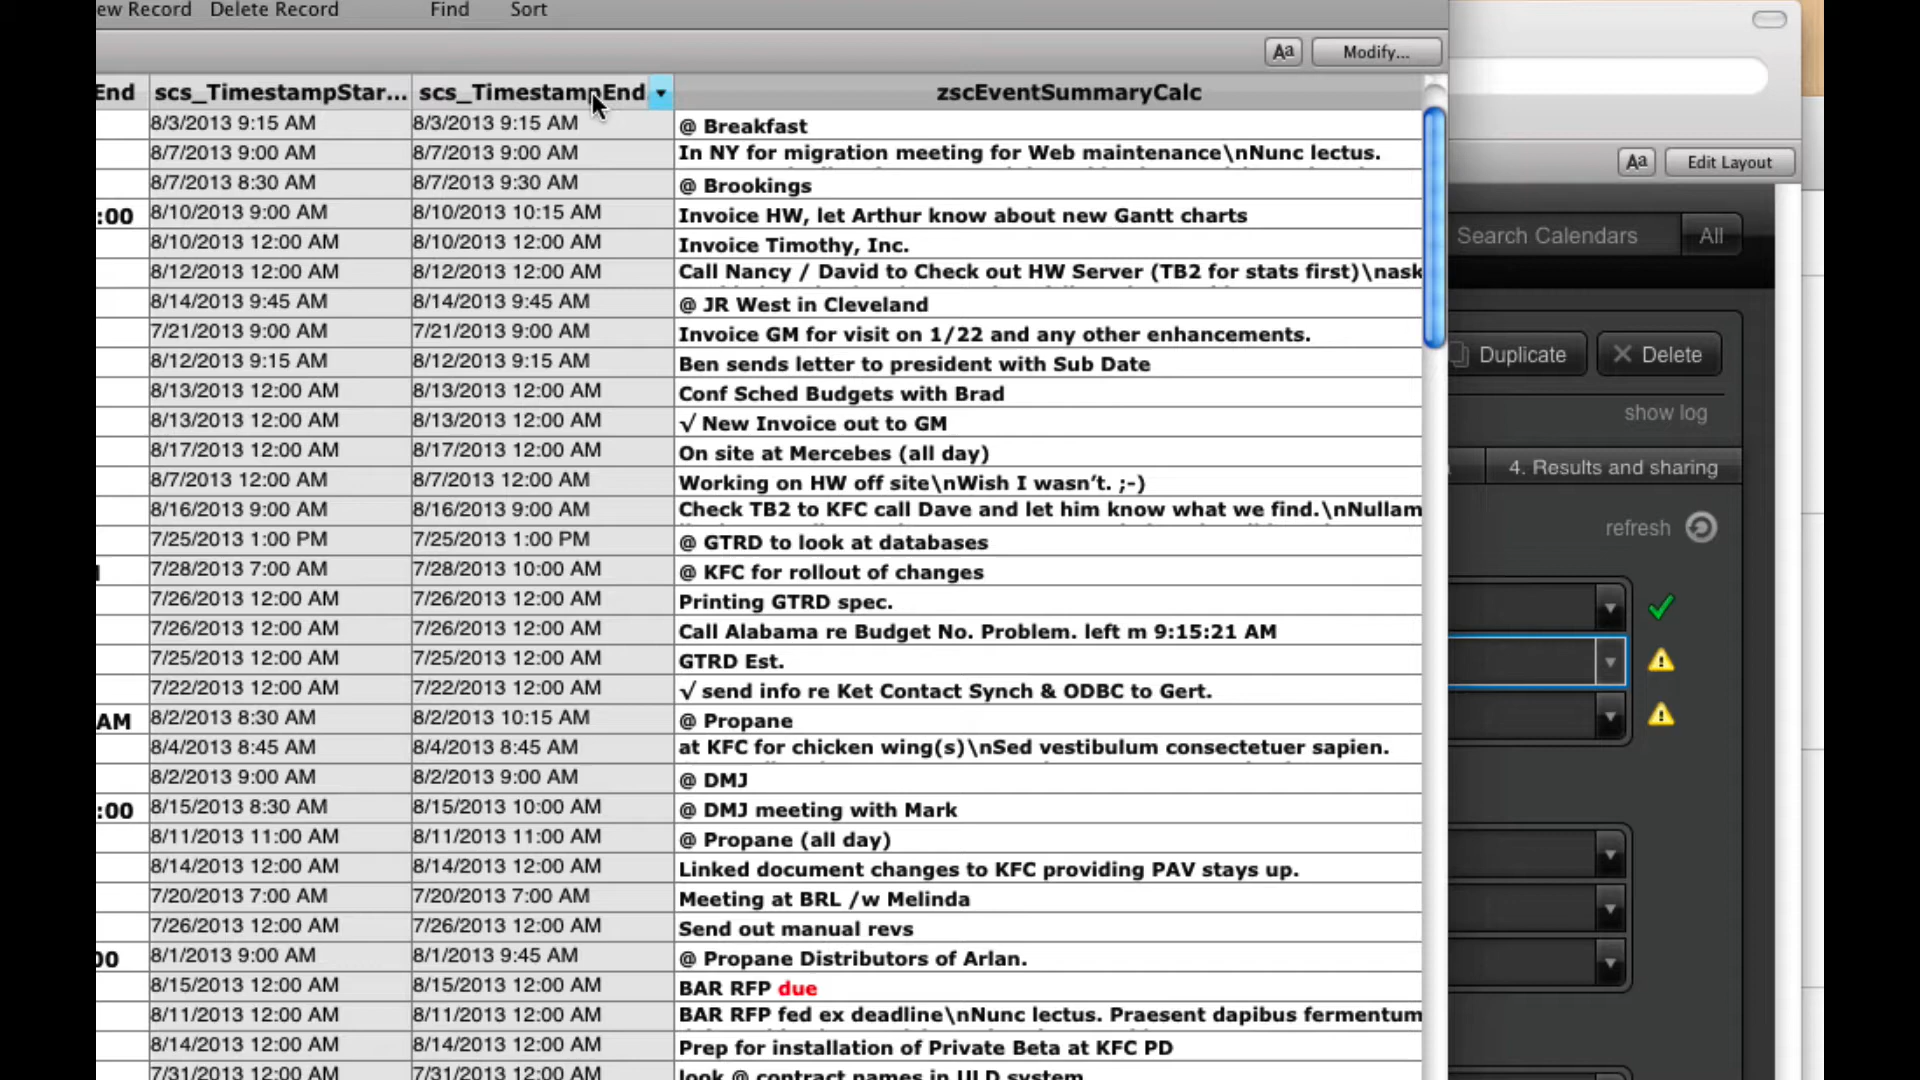 ew Record Delete Record Find Sort
Aa Modify...
End scs_TimestampStar... scs_TimestampEnd zscEventSummaryCalc
8/3/2013 9:15 AM 8/3/2013 9:15 AM @ Breakfast
8/7/2013 9:00 AM 8/7/2013 9:00 AM In NY for migration meeting for Web maintenance\nNunc lectus.
8/7/2013 8:30 AM 8/7/2013 9:30 AM @ Brookings
:00 8/10/2013 9:00 AM 8/10/2013 10:15 AM Invoice HW, let Arthur know about new Gantt charts
8/10/2013 12:00 AM 8/10/2013 12:00 AM Invoice Timothy, Inc.
8/12/2013 12:00 AM 8/12/2013 12:00 AM Call Nancy / David to Check out HW Server (TB2 for stats first)\nask
8/14/2013 9:45 AM 8/14/2013 9:45 AM @ JR West in Cleveland
7/21/2013 9:00 AM 7/21/2013 9:00 AM Invoice GM for visit on 1/22 and any other enhancements.
8/12/2013 9:15 AM 8/12/2013 9:15 AM Ben sends letter to president with Sub Date
8/13/2013 12:00 AM 8/13/2013 12:00 AM Conf Sched Budgets with Brad
8/13/2013 12:00 AM 8/13/2013 12:00 AM √ New Invoice out to GM
8/17/2013 12:00 AM 8/17/2013 12:00 AM On site at Mercebes (all day)
8/7/2013 12:00 AM 8/7/2013 12:00 AM Working on HW off site\nWish I wasn't. ;-)
8/16/2013 9:00 AM 8/16/2013 9:00 AM Check TB2 to KFC call Dave and let him know what we find.\nNullam
7/25/2013 1:00 PM 7/25/2013 1:00 PM @ GTRD to look at databases
7/28/2013 7:00 AM 7/28/2013 10:00 AM @ KFC for rollout of changes
7/26/2013 12:00 AM 7/26/2013 12:00 AM Printing GTRD spec.
7/26/2013 12:00 AM 7/26/2013 12:00 AM Call Alabama re Budget No. Problem. left m 9:15:21 AM
7/25/2013 12:00 AM 7/25/2013 12:00 AM GTRD Est.
7/22/2013 12:00 AM 7/22/2013 12:00 AM √ send info re Ket Contact Synch & ODBC to Gert.
AM 8/2/2013 8:30 AM 8/2/2013 10:15 AM @ Propane
8/4/2013 8:45 AM 8/4/2013 8:45 AM at KFC for chicken wing(s)\nSed vestibulum consectetuer sapien.
8/2/2013 9:00 AM 8/2/2013 9:00 AM @ DMJ
:00 8/15/2013 8:30 AM 8/15/2013 10:00 AM @ DMJ meeting with Mark
8/11/2013 11:00 AM 8/11/2013 11:00 AM @ Propane (all day)
8/14/2013 12:00 AM 8/14/2013 12:00 AM Linked document changes to KFC providing PAV stays up.
7/20/2013 7:00 AM 7/20/2013 7:00 AM Meeting at BRL /w Melinda
7/26/2013 12:00 AM 7/26/2013 12:00 AM Send out manual revs
00 8/1/2013 9:00 AM 8/1/2013 9:45 AM @ Propane Distributors of Arlan.
8/15/2013 12:00 AM 8/15/2013 12:00 AM BAR RFP due
8/11/2013 12:00 AM 8/11/2013 12:00 AM BAR RFP fed ex deadline\nNunc lectus. Praesent dapibus fermentum
8/14/2013 12:00 AM 8/14/2013 12:00 AM Prep for installation of Private Beta at KFC PD
7/31/2013 12:00 AM 7/31/2013 12:00 AM look @ contract names in ULD system
Aa Edit Layout
Search Calendars All
Duplicate Delete
show log
4. Results and sharing
refresh